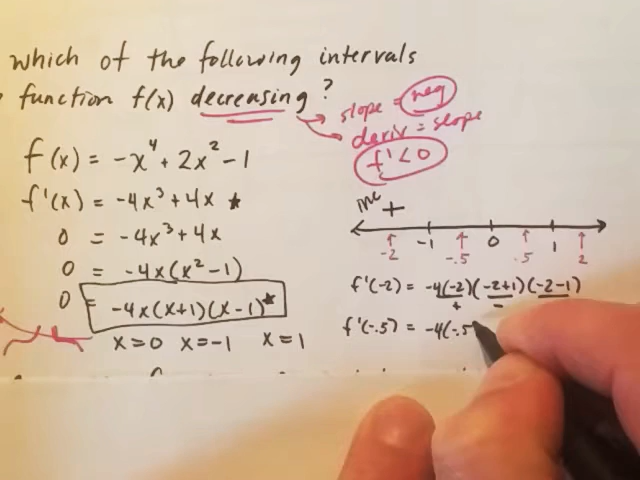 which of the following intervals
function f(x) decreasing?
slope = neg
deriv = slope
f' < 0
f(x) = -x⁴ + 2x² - 1
f'(x) = -4x³ + 4x ★
0 = -4x³ + 4x
0 = -4x(x² - 1)
0 = -4x(x+1)(x-1) ★
x=0 x=-1 x=1
inc +
-1 0 1
-2 -.5 .5 2
f'(-2) = -4(-2)(-2+1)(-2-1)
+ -
f'(-.5) = -4(-.5